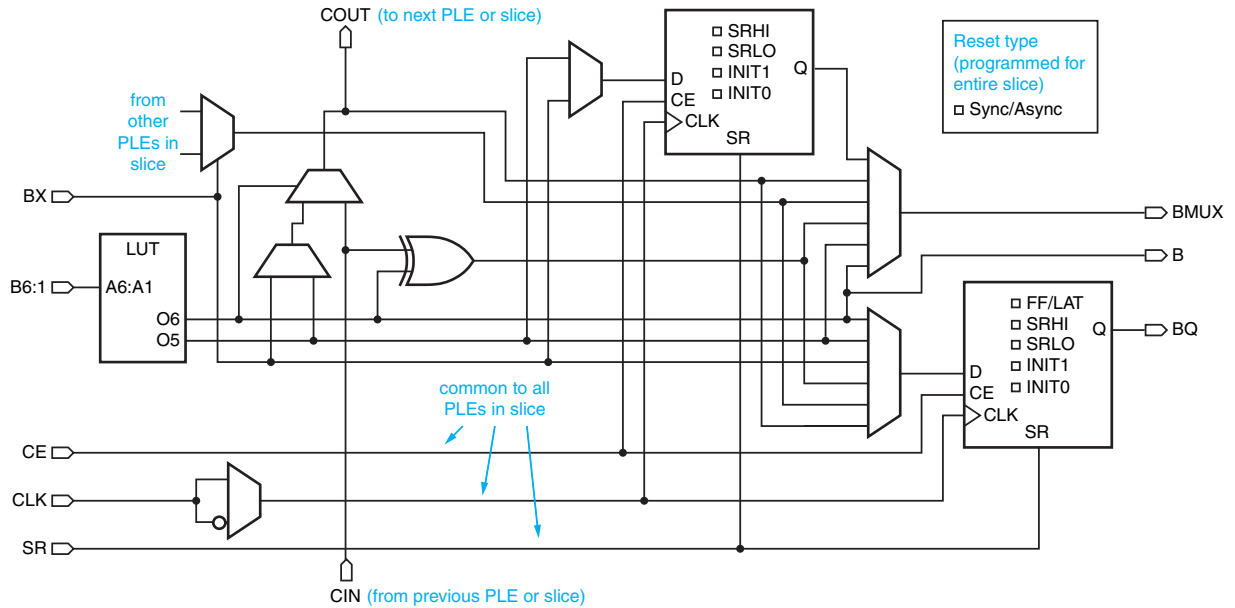 COUT (to next PLE or slice)
SRHI
SRLO
INIT1
INIT0
Q
D
CE
CLK
SR
Reset type
(programmed for
entire slice)
Sync/Async
from
other
PLEs in
slice
BX
LUT
B6:1
A6:A1
O6
O5
BMUX
B
FF/LAT
SRHI
SRLO
INIT1
INIT0
Q
BQ
D
CE
CLK
SR
common to all
PLEs in slice
CE
CLK
SR
CIN (from previous PLE or slice)